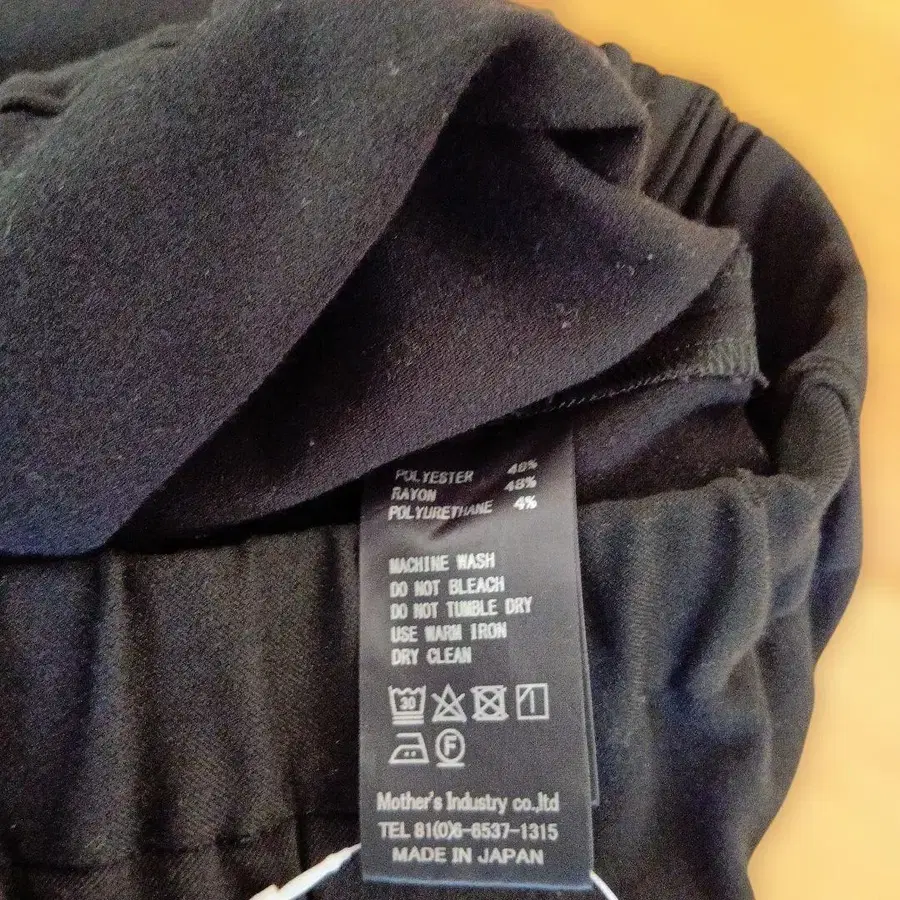 POLYESTER 48%
RAYON 48%
POLYURETHANE 4%
MACHINE WASH
DO NOT BLEACH
DO NOT TUMBLE DRY
USE WARM IRON
DRY CLEAN
30
F
Mother's Industry co.,ltd
TEL 81(0)6-6537-1315
MADE IN JAPAN